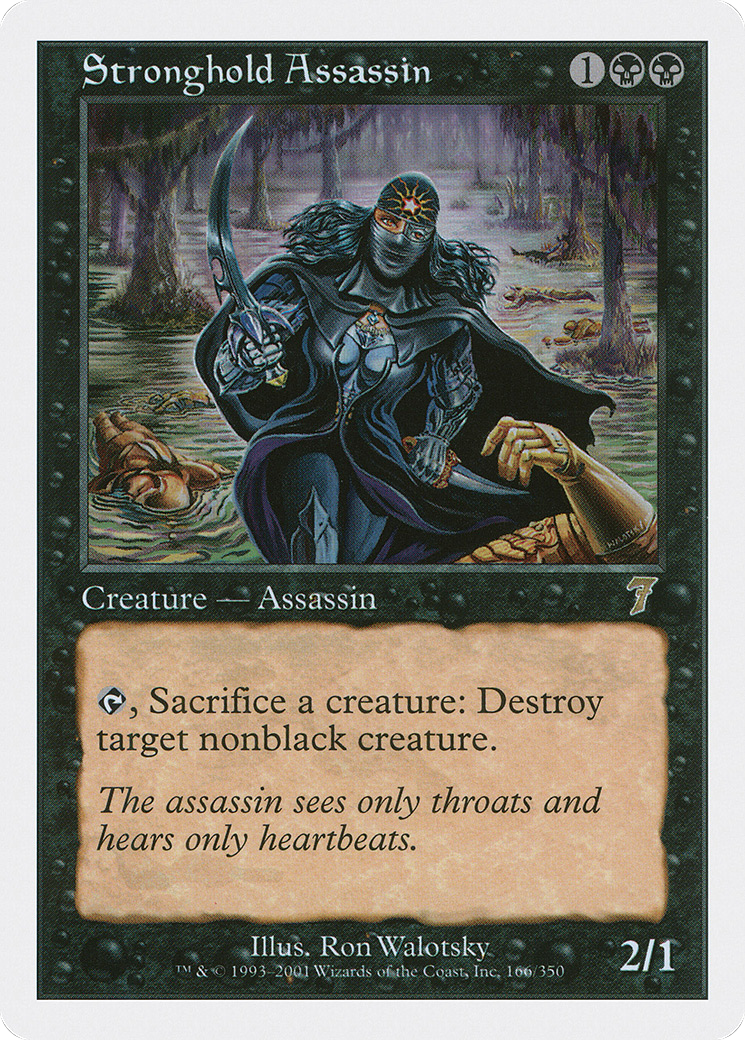 Stronghold Assassin 1
Creature — Assassin 7
, Sacrifice a creature: Destroy
target nonblack creature.
The assassin sees only throats and
hears only heartbeats.
Illus. Ron Walotsky
™ & © 1993–2001 Wizards of the Coast, Inc. 166/350
2/1